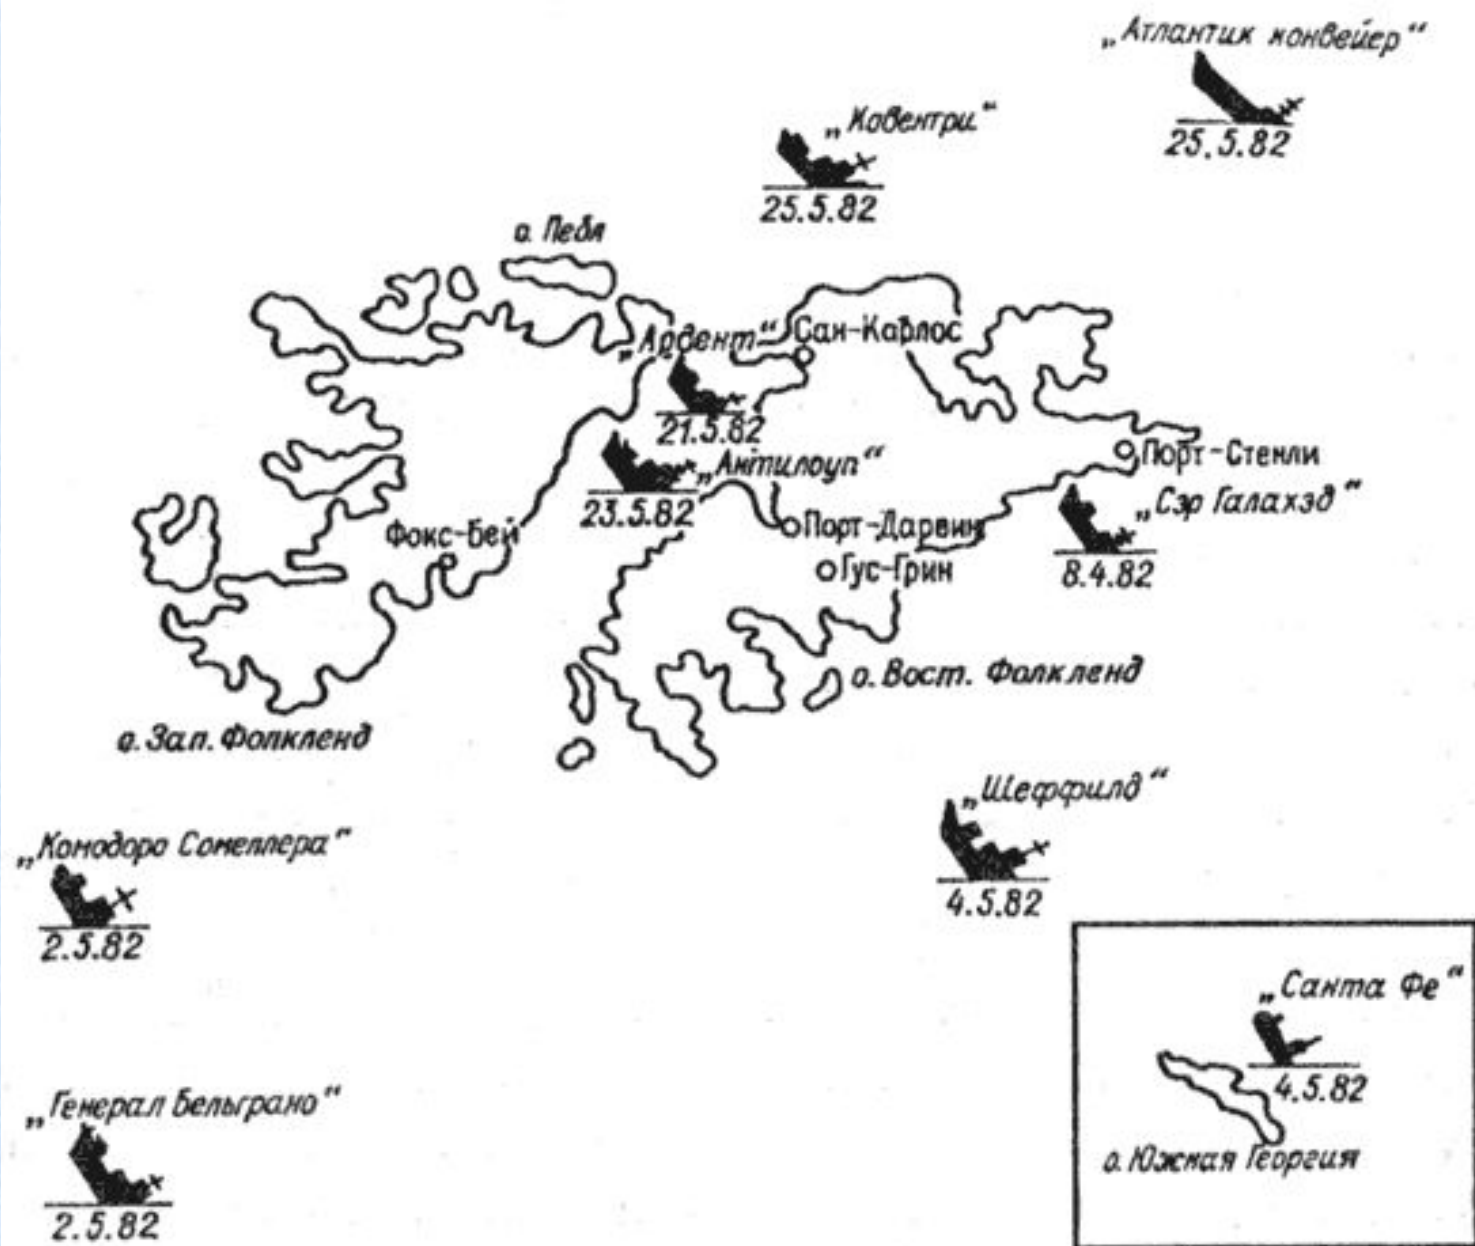 „Атлантик конвейер“
25.5.82
„Ковентри“
25.5.82
о. Пебл
„Ардент“
Сан-Карлос
21.5.82
Порт-Стенли
„Антилоуп“
23.5.82
„Сэр Галахэд“
8.4.82
Фокс-Бей
Порт-Дарвин
Гус-Грин
о. Вост. Фолкленд
о. Зап. Фолкленд
„Шеффилд“
4.5.82
„Комодоро Сомеллера“
2.5.82
„Санта Фе“
4.5.82
о. Южная Георгия
„Генерал Бельграно“
2.5.82